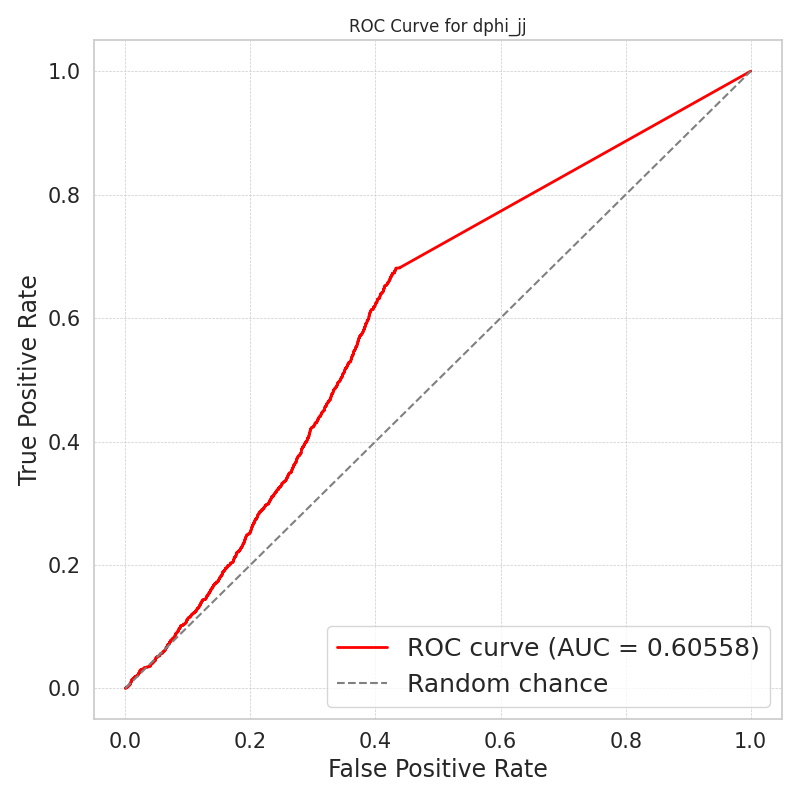 ROC Curve for dphi_jj
True Positive Rate
1.0
0.8
0.6
0.4
0.2
0.0
ROC curve (AUC = 0.60558)
Random chance
0.0 0.2 0.4 0.6 0.8 1.0
False Positive Rate